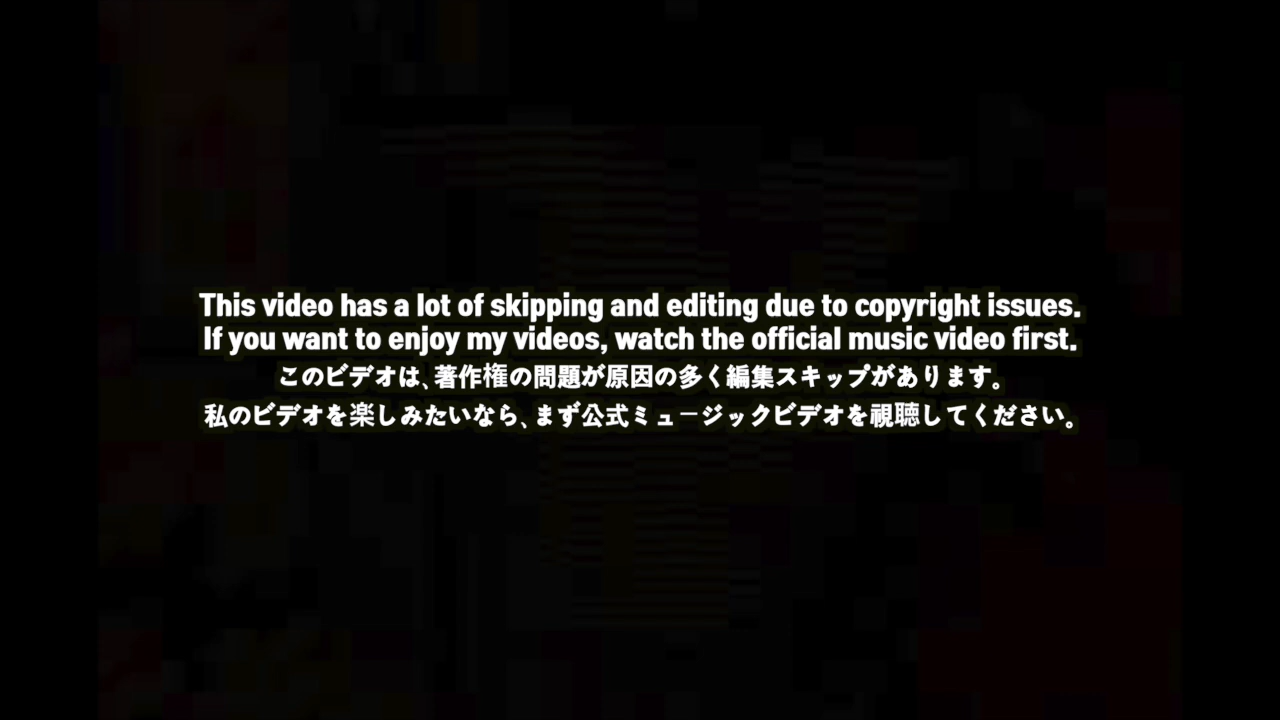 This video has a lot of skipping and editing due to copyright issues.
If you want to enjoy my videos, watch the official music video first.
このビデオは、著作権の問題が原因の多く編集スキップがあります。
私のビデオを楽しみたいなら、まず公式ミュージックビデオを視聴してください。